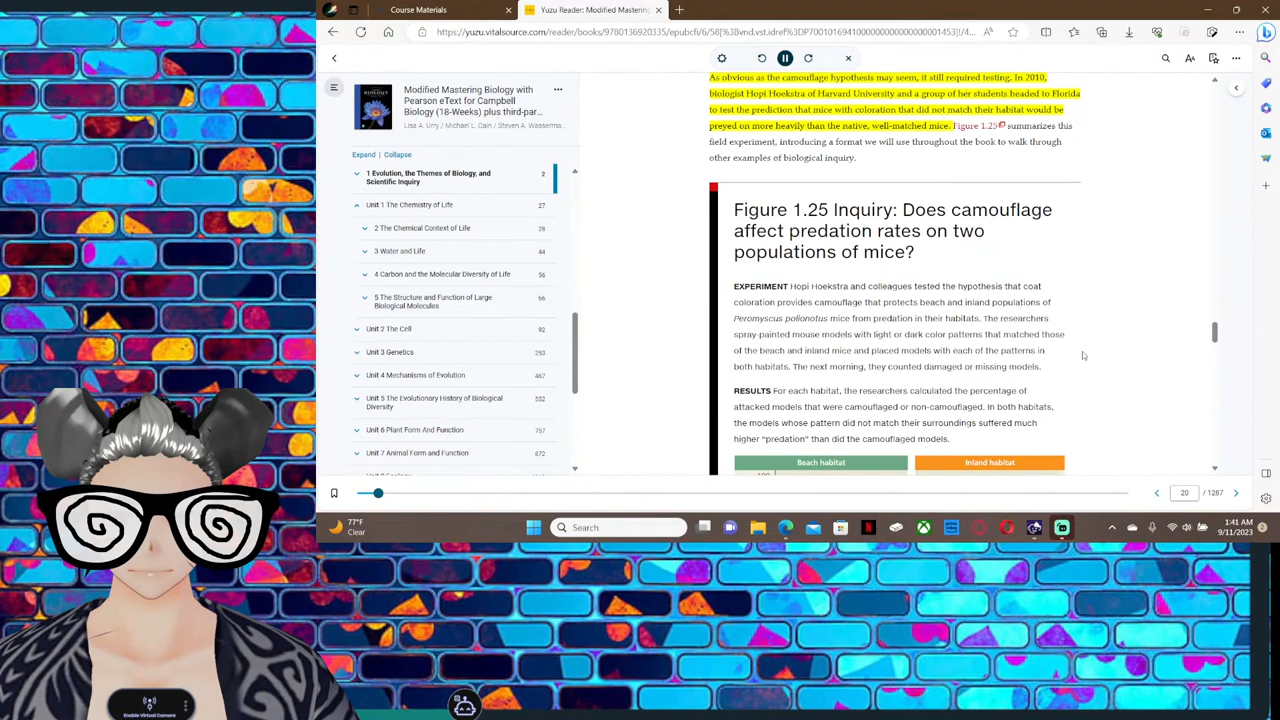 Course Materials
Yuzu Reader: Modified Mastering
https://yuzu.vitalsource.com/reader/books/9780136920335/epubcfi/6/58[%3Bvnd.vst.idref%3DP7001016941000000000000000001453]!/4...
Modified Mastering Biology with
Pearson eText for Campbell
Biology (18-Weeks) plus third-par...
Lisa A. Urry / Michael L. Cain / Steven A. Wasserma...
Expand | Collapse
1 Evolution, the Themes of Biology, and
Scientific Inquiry
2
Unit 1 The Chemistry of Life 27
2 The Chemical Context of Life 28
3 Water and Life 44
4 Carbon and the Molecular Diversity of Life 56
5 The Structure and Function of Large
Biological Molecules
66
Unit 2 The Cell 92
Unit 3 Genetics 253
Unit 4 Mechanisms of Evolution 467
Unit 5 The Evolutionary History of Biological
Diversity
552
Unit 6 Plant Form And Function 757
Unit 7 Animal Form and Function 872
As obvious as the camouflage hypothesis may seem, it still required testing. In 2010,
biologist Hopi Hoekstra of Harvard University and a group of her students headed to Florida
to test the prediction that mice with coloration that did not match their habitat would be
preyed on more heavily than the native, well-matched mice. Figure 1.25 summarizes this
field experiment, introducing a format we will use throughout the book to walk through
other examples of biological inquiry.
Figure 1.25 Inquiry: Does camouflage
affect predation rates on two
populations of mice?
EXPERIMENT Hopi Hoekstra and colleagues tested the hypothesis that coat
coloration provides camouflage that protects beach and inland populations of
Peromyscus polionotus mice from predation in their habitats. The researchers
spray-painted mouse models with light or dark color patterns that matched those
of the beach and inland mice and placed models with each of the patterns in
both habitats. The next morning, they counted damaged or missing models.
RESULTS For each habitat, the researchers calculated the percentage of
attacked models that were camouflaged or non-camouflaged. In both habitats,
the models whose pattern did not match their surroundings suffered much
higher "predation" than did the camouflaged models.
Beach habitat Inland habitat
20 / 1287
77°F
Clear
Search
1:41 AM
9/11/2023
Enable Virtual Camera